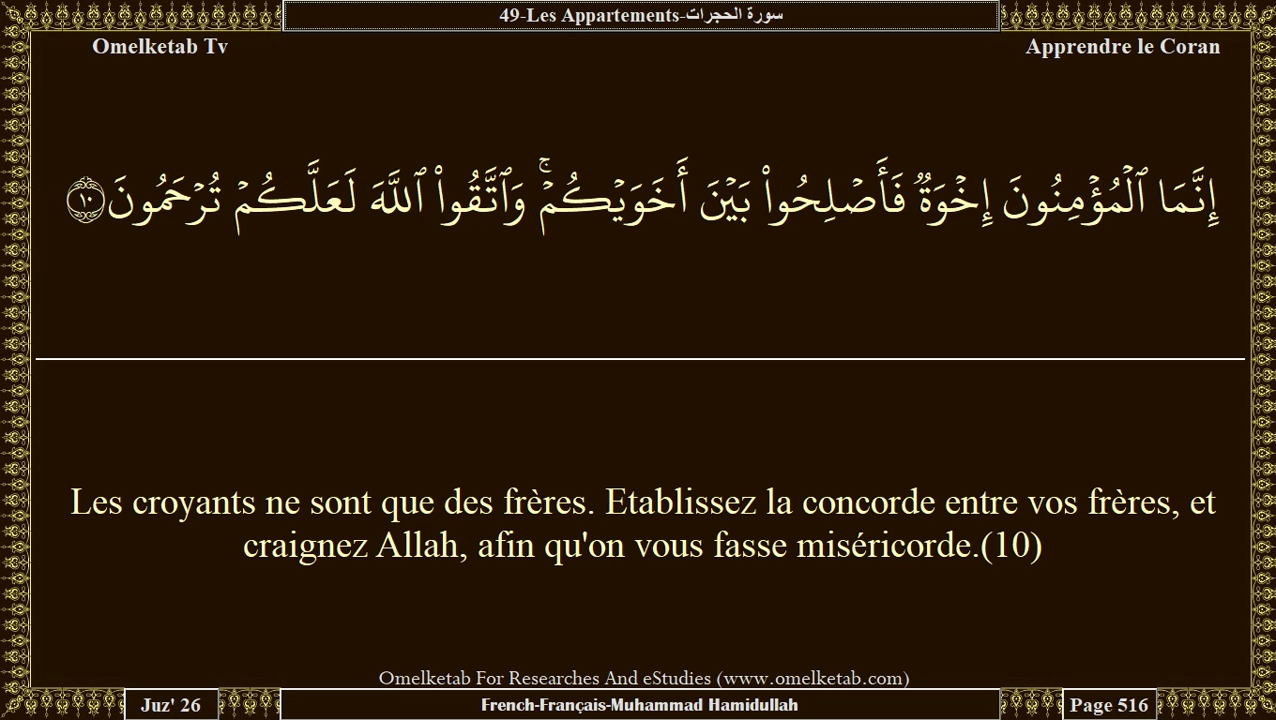 49-Les Appartements-سورة الحجرات
Omelketab Tv
Apprendre le Coran
إِنَّمَا ٱلْمُؤْمِنُونَ إِخْوَةٌ فَأَصْلِحُوا۟ بَيْنَ أَخَوَيْكُمْ ۚ وَٱتَّقُوا۟ ٱللَّهَ لَعَلَّكُمْ تُرْحَمُونَ ١٠
Les croyants ne sont que des frères. Etablissez la concorde entre vos frères, et
craignez Allah, afin qu'on vous fasse miséricorde.(10)
Omelketab For Researches And eStudies (www.omelketab.com)
Juz' 26
French-Français-Muhammad Hamidullah
Page 516